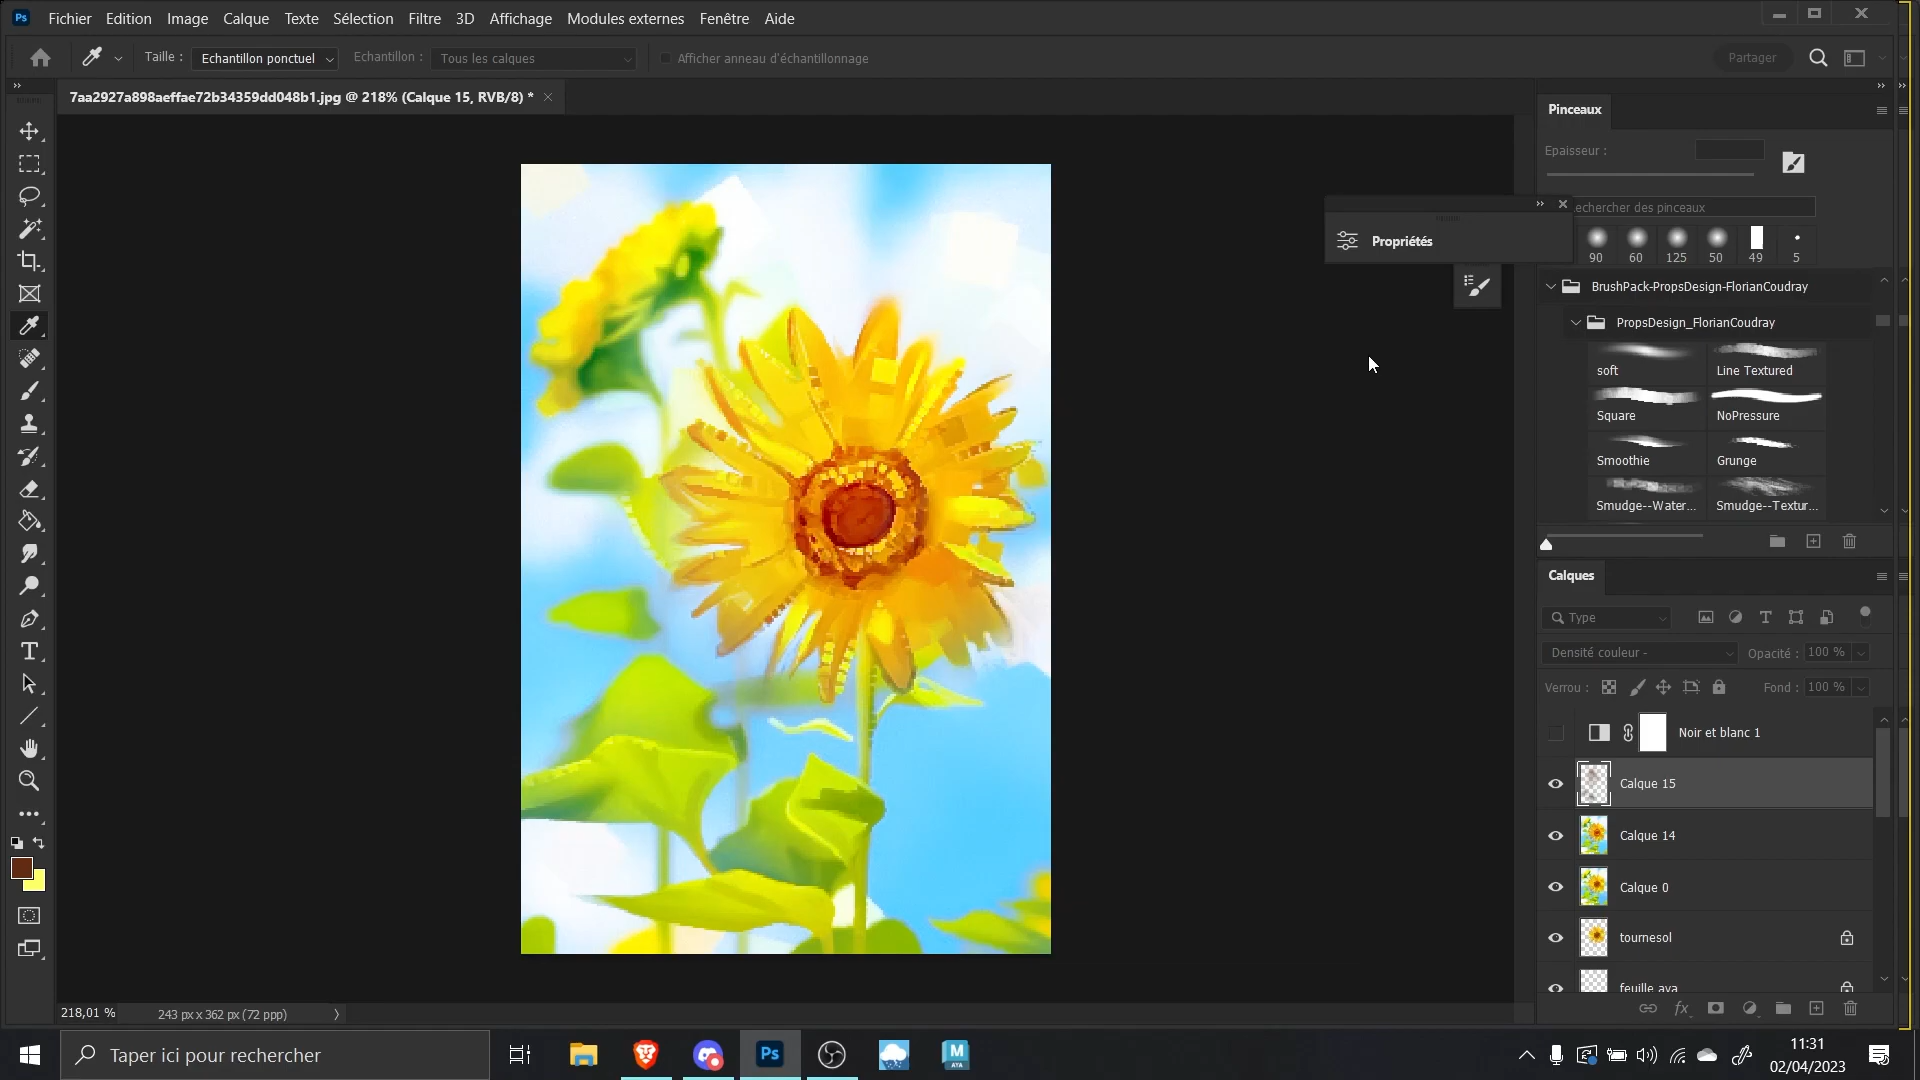 Ps Fichier Edition Image Calque Texte Sélection Filtre 3D Affichage Modules externes Fenêtre Aide
Taille : Echantillon ponctuel Echantillon : Tous les calques Afficher anneau d'échantillonnage Partager
7aa2927a898aeffae72b34359dd048b1.jpg @ 218% (Calque 15, RVB/8) *
Pinceaux
Epaisseur :
echercher des pinceaux
Propriétés
90 60 125 50 49 5
BrushPack-PropsDesign-FlorianCoudray
PropsDesign_FlorianCoudray
soft Line Textured
Square NoPressure
Smoothie Grunge
Smudge--Water... Smudge--Textur...
Calques
Type
Densité couleur - Opacité : 100 %
Verrou : Fond : 100 %
Noir et blanc 1
Calque 15
Calque 14
Calque 0
tournesol
feuille ava
fx
218,01 % 243 px x 362 px (72 ppp)
Taper ici pour rechercher
Ps
M
AYA
11:31
02/04/2023